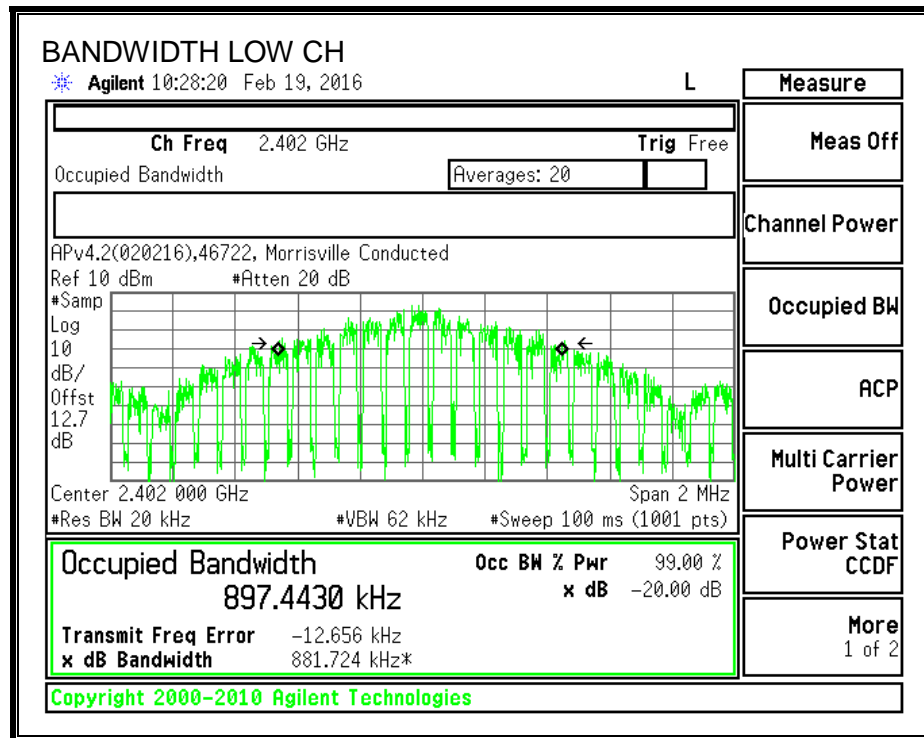 BANDWIDTH LOW CH
Agilent 10:28:20 Feb 19, 2016 L
Measure
Ch Freq 2.402 GHz Trig Free
Occupied Bandwidth Averages: 20
APv4.2(020216),46722, Morrisville Conducted
Ref 10 dBm #Atten 20 dB
#Samp
Log
10
dB/
Offst
12.7
dB
Center 2.402 000 GHz Span 2 MHz
#Res BW 20 kHz #VBW 62 kHz #Sweep 100 ms (1001 pts)
Occupied Bandwidth Occ BW % Pwr 99.00 %
897.4430 kHz x dB -20.00 dB
Transmit Freq Error -12.656 kHz
x dB Bandwidth 881.724 kHz*
Copyright 2000-2010 Agilent Technologies
Meas Off
Channel Power
Occupied BW
ACP
Multi Carrier
Power
Power Stat
CCDF
More
1 of 2